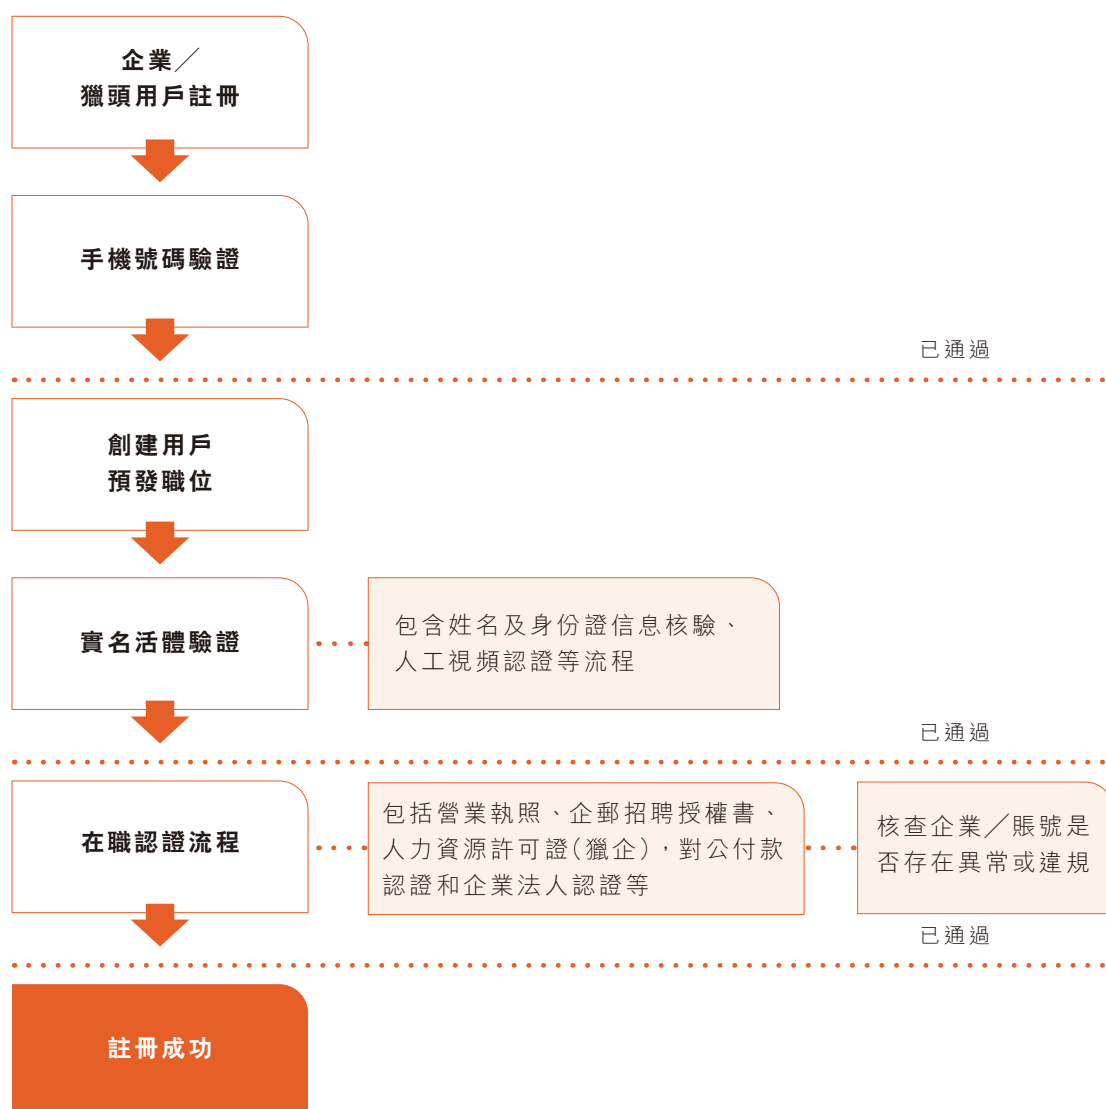 企業／
獵頭用戶註冊
手機號碼驗證
已通過
創建用戶
預發職位
實名活體驗證
包含姓名及身份證信息核驗、
人工視頻認證等流程
已通過
在職認證流程
包括營業執照、企郵招聘授權書、
人力資源許可證(獵企)，對公付款
認證和企業法人認證等
核查企業／賬號是
否存在異常或違規
已通過
註冊成功